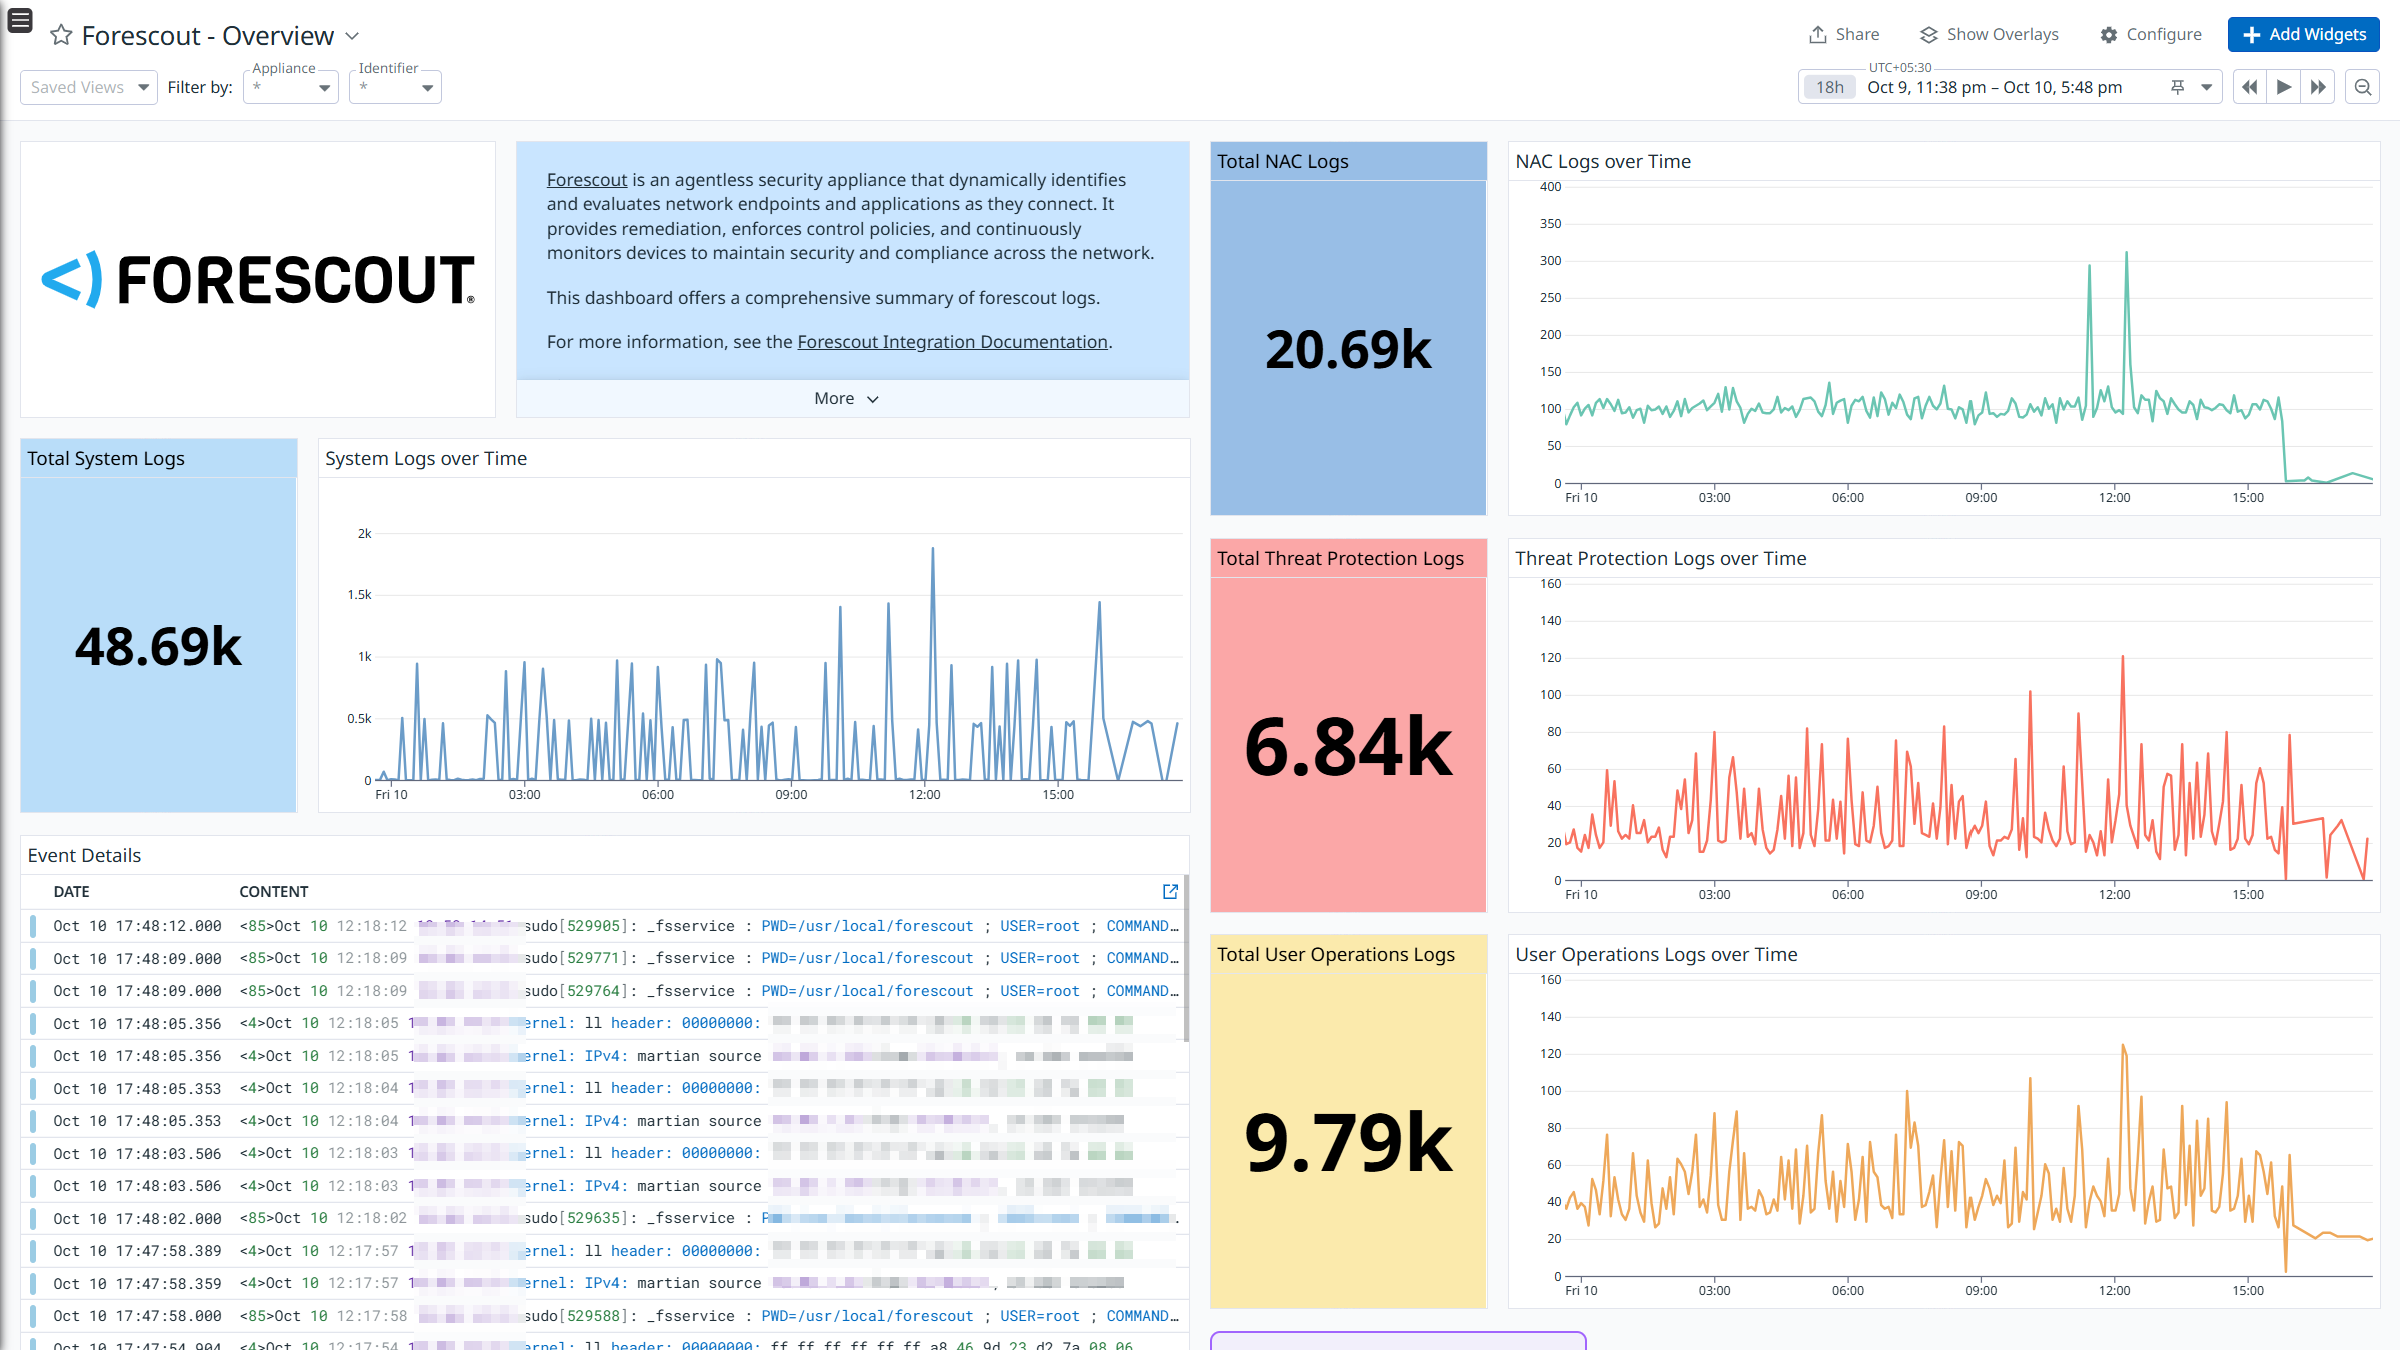 Forescout - Overview
Share
Show Overlays
Configure
Add Widgets
Saved Views
Filter by:
Appliance
*
Identifier
*
UTC+05:30
18h
Oct 9, 11:38 pm – Oct 10, 5:48 pm
<) FORESCOUT®
Forescout is an agentless security appliance that dynamically identifies
and evaluates network endpoints and applications as they connect. It
provides remediation, enforces control policies, and continuously
monitors devices to maintain security and compliance across the network.
This dashboard offers a comprehensive summary of forescout logs.
For more information, see the Forescout Integration Documentation.
More
Total NAC Logs
20.69k
NAC Logs over Time
400
350
300
250
200
150
100
50
0
Fri 10 03:00 06:00 09:00 12:00 15:00
Total System Logs
48.69k
System Logs over Time
2k
1.5k
1k
0.5k
0
Fri 10 03:00 06:00 09:00 12:00 15:00
Total Threat Protection Logs
6.84k
Threat Protection Logs over Time
160
140
120
100
80
60
40
20
0
Fri 10 03:00 06:00 09:00 12:00 15:00
Total User Operations Logs
9.79k
User Operations Logs over Time
160
140
120
100
80
60
40
20
0
Fri 10 03:00 06:00 09:00 12:00 15:00
Event Details
DATE CONTENT
Oct 10 17:48:12.000 <85>Oct 10 12:18:12 sudo[529905]: _fsservice : PWD=/usr/local/forescout ; USER=root ; COMMAND…
Oct 10 17:48:09.000 <85>Oct 10 12:18:09 sudo[529771]: _fsservice : PWD=/usr/local/forescout ; USER=root ; COMMAND…
Oct 10 17:48:09.000 <85>Oct 10 12:18:09 sudo[529764]: _fsservice : PWD=/usr/local/forescout ; USER=root ; COMMAND…
Oct 10 17:48:05.356 <4>Oct 10 12:18:05 1 ernel: ll header: 00000000:
Oct 10 17:48:05.356 <4>Oct 10 12:18:05 1 ernel: IPv4: martian source
Oct 10 17:48:05.353 <4>Oct 10 12:18:04 1 ernel: ll header: 00000000:
Oct 10 17:48:05.353 <4>Oct 10 12:18:04 1 ernel: IPv4: martian source
Oct 10 17:48:03.506 <4>Oct 10 12:18:03 1 ernel: ll header: 00000000:
Oct 10 17:48:03.506 <4>Oct 10 12:18:03 1 ernel: IPv4: martian source
Oct 10 17:48:02.000 <85>Oct 10 12:18:02 sudo[529635]: _fsservice : P
Oct 10 17:47:58.389 <4>Oct 10 12:17:57 1 ernel: ll header: 00000000:
Oct 10 17:47:58.359 <4>Oct 10 12:17:57 1 ernel: IPv4: martian source
Oct 10 17:47:58.000 <85>Oct 10 12:17:58 sudo[529588]: _fsservice : PWD=/usr/local/forescout ; USER=root ; COMMAND…
Oct 10 17:47:54.904 <4>Oct 10 12:17:54 1 ernel: ll header: 00000000: ff ff ff ff ff ff a8 46 9d 23 d2 7a 08 06